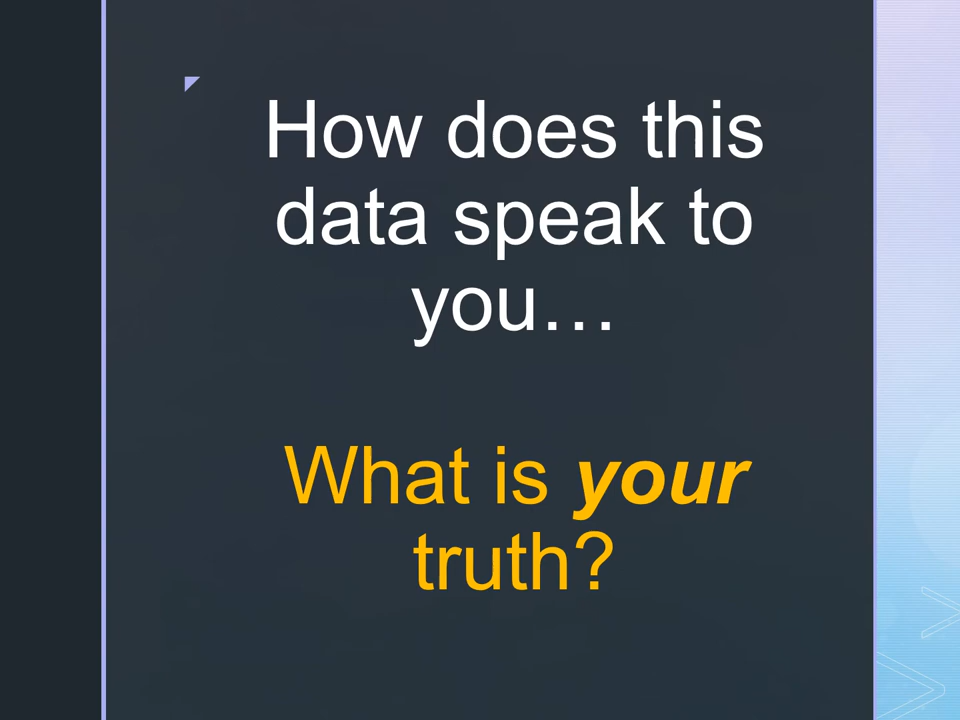 How does this
data speak to
you…
What is your
truth?